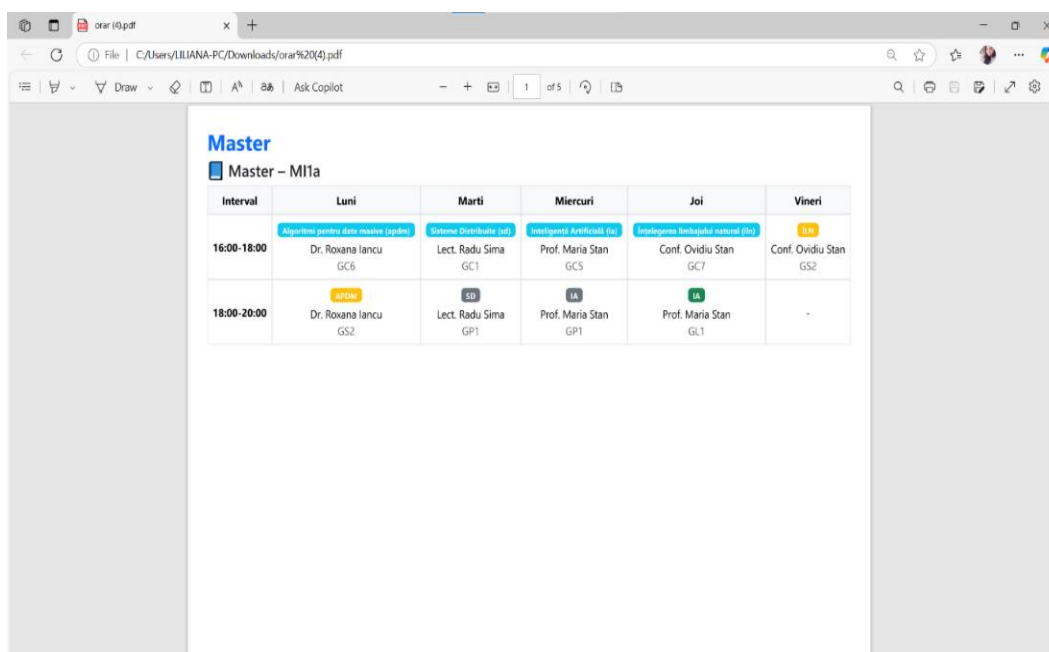 orar (4).pdf
File | C:/Users/LILIANA-PC/Downloads/orar%20(4).pdf
Draw
Ask Copilot
1 of 5
Master
Master – MI1a
Interval Luni Marti Miercuri Joi Vineri
Algoritmi pentru date masive (apdm) Sisteme Distribuite (sd) Inteligență Artificială (ia) Înțelegerea limbajului natural (iln) ILN
16:00-18:00 Dr. Roxana Iancu Lect. Radu Sima Prof. Maria Stan Conf. Ovidiu Stan Conf. Ovidiu Stan
GC6 GC1 GC5 GC7 GS2
APDM SD IA IA
18:00-20:00 Dr. Roxana Iancu Lect. Radu Sima Prof. Maria Stan Prof. Maria Stan -
GS2 GP1 GP1 GL1